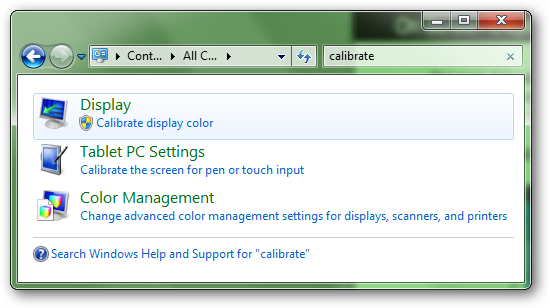 Cont...
All C...
calibrate
Display
Calibrate display color
Tablet PC Settings
Calibrate the screen for pen or touch input
Color Management
Change advanced color management settings for displays, scanners, and printers
Search Windows Help and Support for "calibrate"